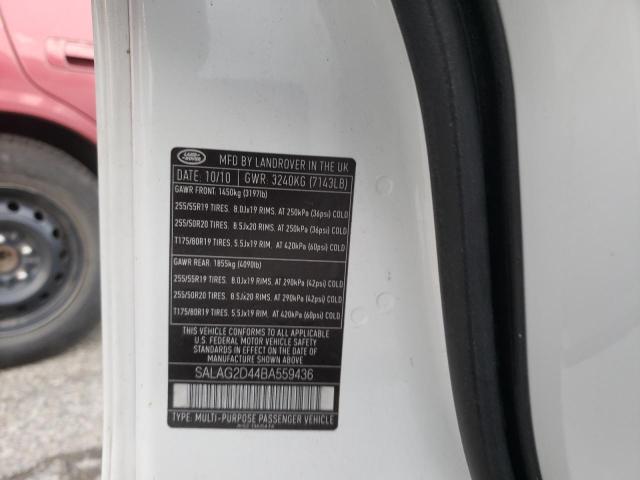 LAND ROVER
MFD BY LANDROVER IN THE UK
DATE: 10/10 GWR: 3240KG (7143LB)
GAWR FRONT: 1450kg (3197lb)
255/55R19 TIRES. 8.0Jx19 RIMS. AT 250kPa (36psi) COLD
255/50R20 TIRES. 8.5Jx20 RIMS. AT 250kPa (36psi) COLD
T175/80R19 TIRES. 5.5Jx19 RIM. AT 420kPa (60psi) COLD
GAWR REAR: 1855kg (4090lb)
255/55R19 TIRES. 8.0Jx19 RIMS. AT 290kPa (42psi) COLD
255/50R20 TIRES. 8.5Jx20 RIMS. AT 290kPa (42psi) COLD
T175/80R19 TIRES. 5.5Jx19 RIM. AT 420kPa (60psi) COLD
THIS VEHICLE CONFORMS TO ALL APPLICABLE
U.S. FEDERAL MOTOR VEHICLE SAFETY
STANDARDS IN EFFECT ON THE DATE OF
MANUFACTURE SHOWN ABOVE
SALAG2D44BA559436
TYPE: MULTI-PURPOSE PASSENGER VEHICLE